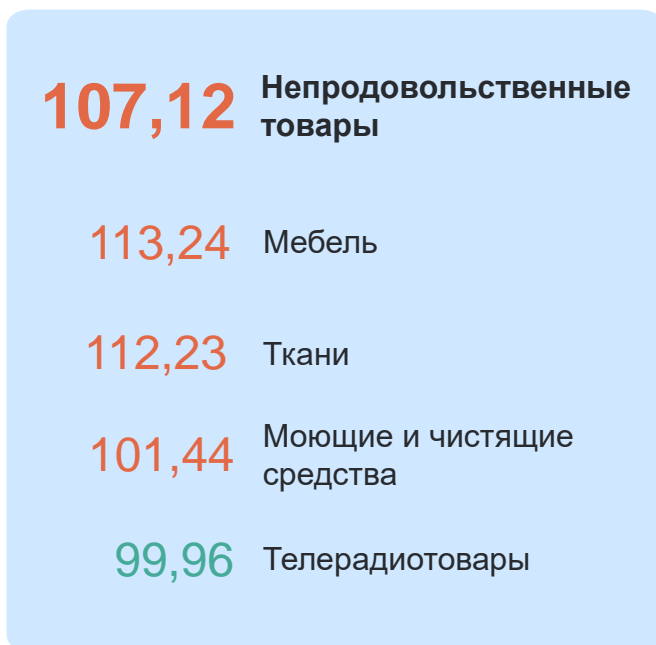 107,12 Непродовольственные
товары
113,24 Мебель
112,23 Ткани
101,44 Моющие и чистящие
средства
99,96 Телерадиотовары